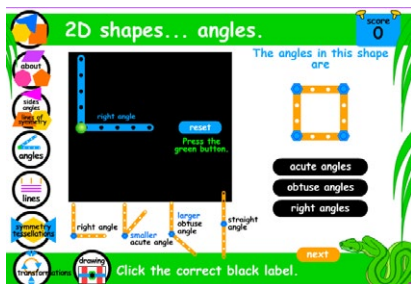 2D shapes... angles.
score
0
about
sides
angles
lines of
symmetry
angles
lines
symmetry
tessellations
transformations
right angle
reset
Press the
green button.
right angle
smaller
acute angle
larger
obtuse
angle
straight
angle
The angles in this shape
are
acute angles
obtuse angles
right angles
next
drawing
Click the correct black label.